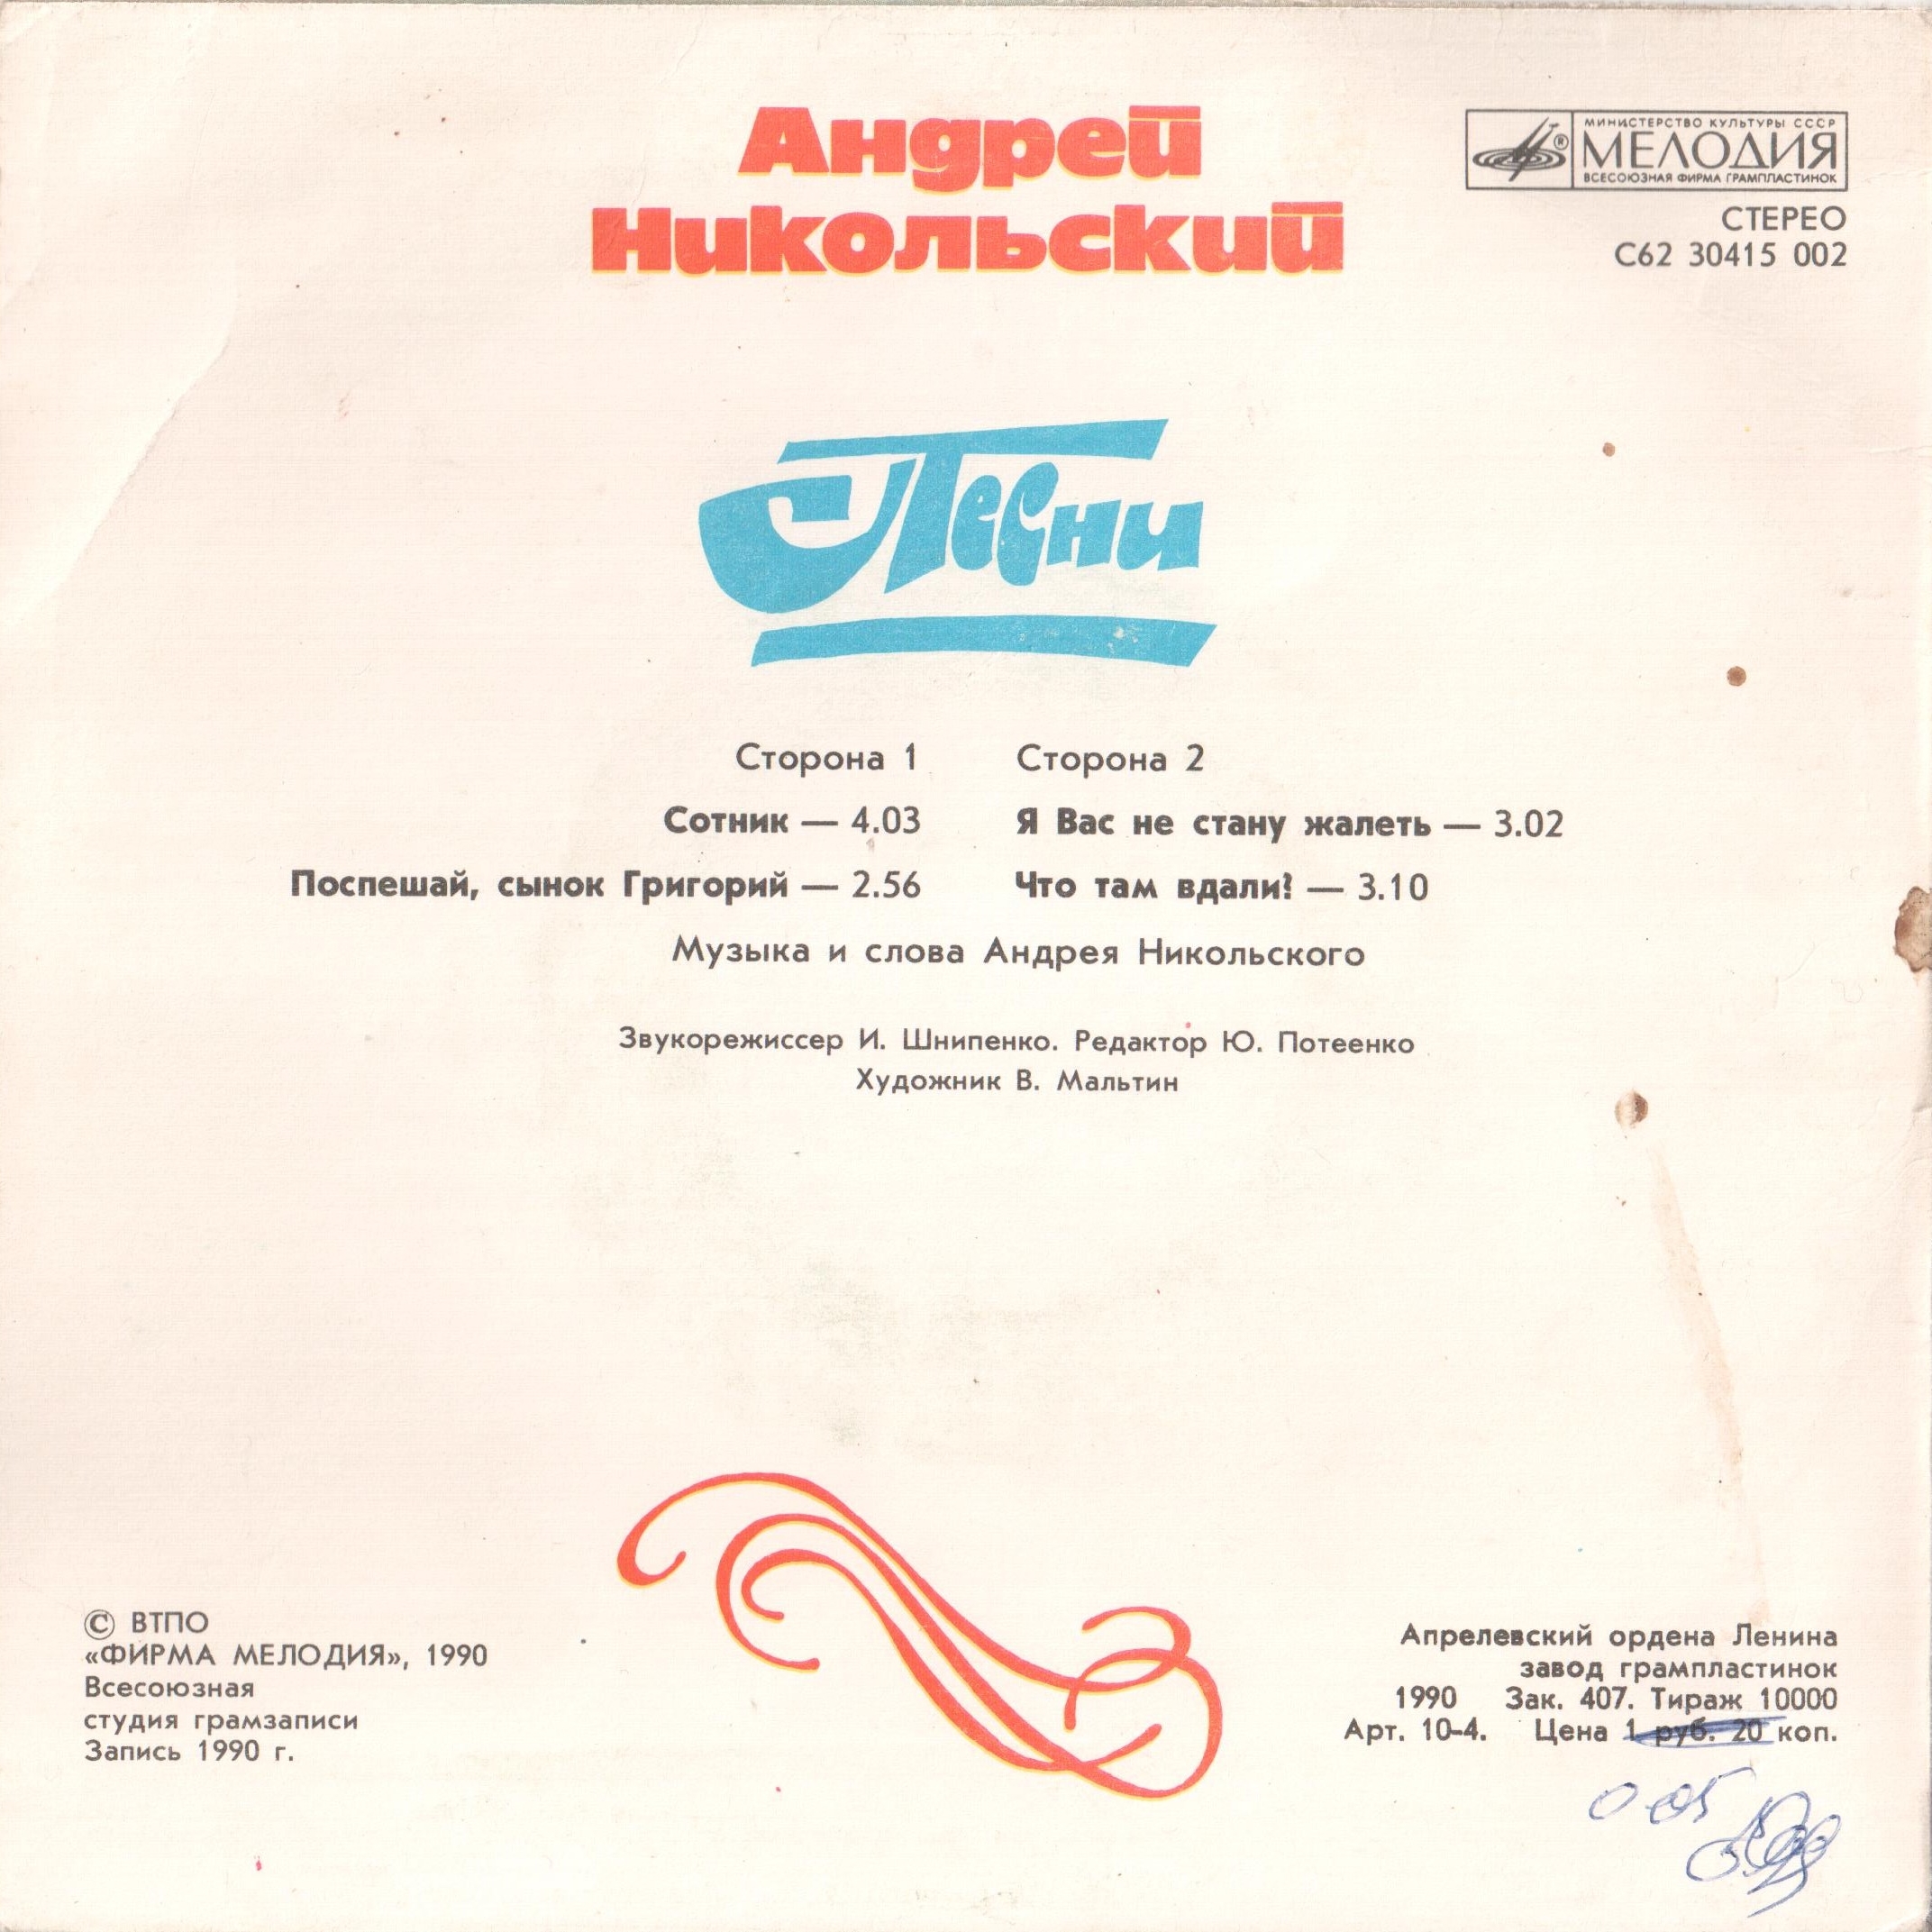 Андрей
Никольский
МИНИСТЕРСТВО КУЛЬТУРЫ СССР
МЕЛОДИЯ
ВСЕСОЮЗНАЯ ФИРМА ГРАМПЛАСТИНОК
СТЕРЕО
С62 30415 002
Песни
Сторона 1
Сотник — 4.03
Поспешай, сынок Григорий — 2.56
Сторона 2
Я Вас не стану жалеть — 3.02
Что там вдали? — 3.10
Музыка и слова Андрея Никольского
Звукорежиссер И. Шнипенко. Редактор Ю. Потеенко
Художник В. Мальтин
© ВТПО
«ФИРМА МЕЛОДИЯ», 1990
Всесоюзная
студия грамзаписи
Запись 1990 г.
Апрелевский ордена Ленина
завод грампластинок
1990 Зак. 407. Тираж 10000
Арт. 10-4. Цена 1 руб. 20 коп.
0-05